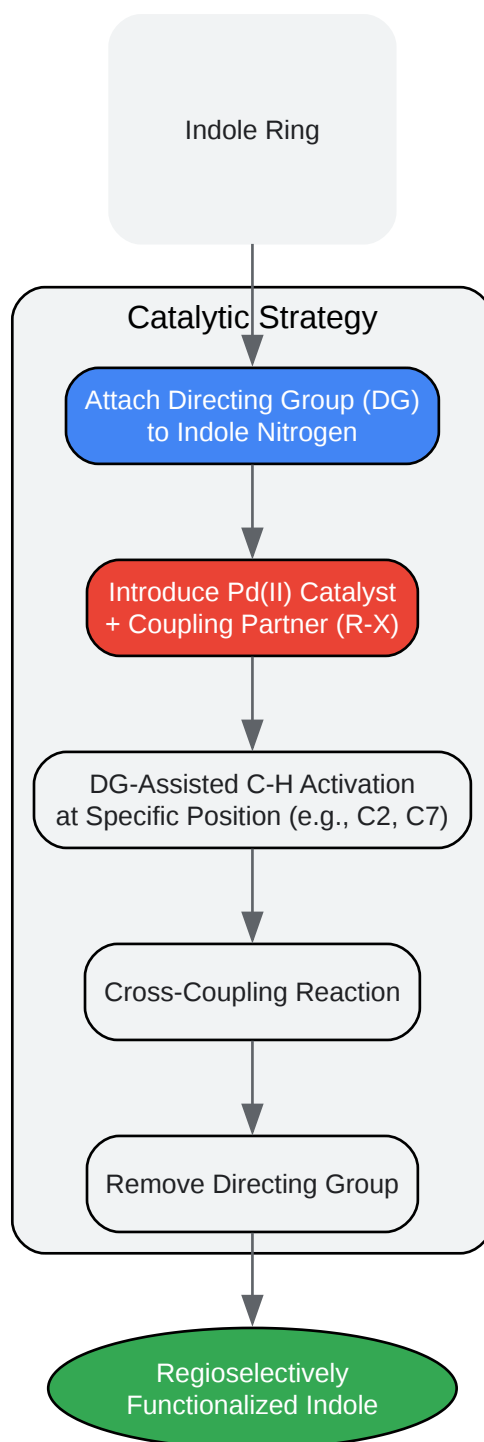 Indole Ring
Catalytic Strategy
Attach Directing Group (DG)
to Indole Nitrogen
Introduce Pd(II) Catalyst
+ Coupling Partner (R-X)
DG-Assisted C-H Activation
at Specific Position (e.g., C2, C7)
Cross-Coupling Reaction
Remove Directing Group
Regioselectively
Functionalized Indole